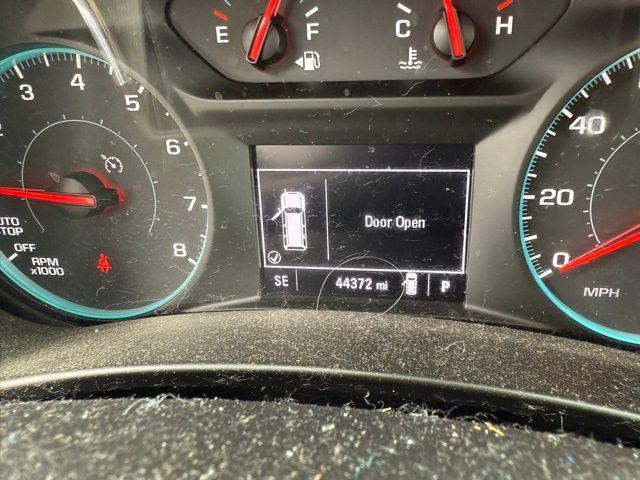 E F C H
3 4 5 6 7 8
AUTO
STOP
OFF
RPM
x1000
Door Open
SE 44372 mi P
40
20
0
MPH